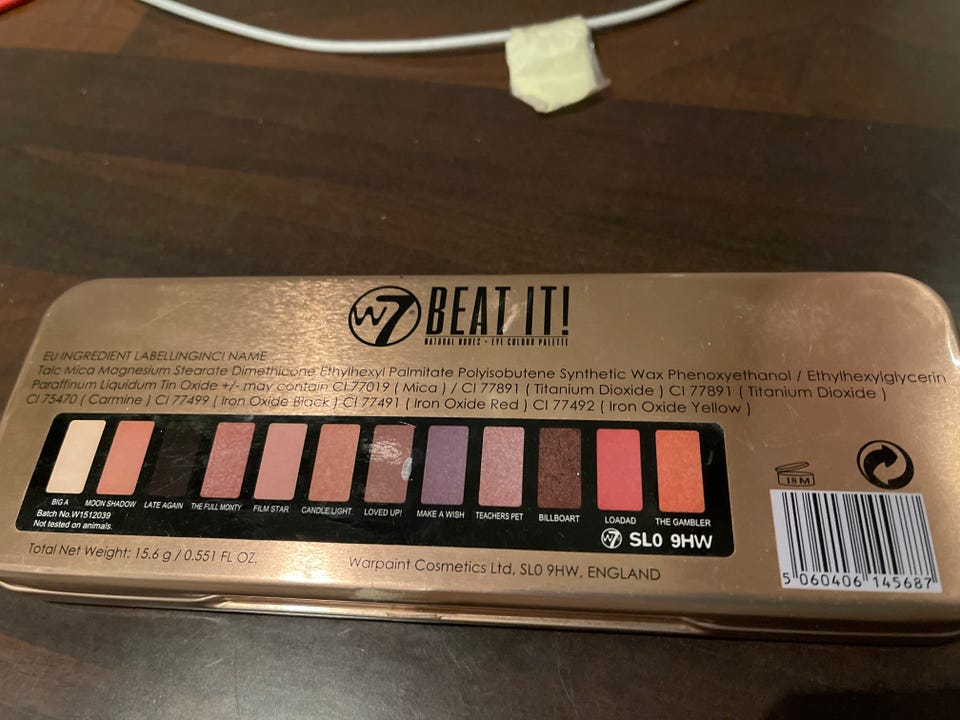 W7 BEAT IT!
NATURAL NUDES • EYE COLOUR PALETTE
EU INGREDIENT LABELLINGINCI NAME
Talc Mica Magnesium Stearate Dimethicone Ethylhexyl Palmitate Polyisobutene Synthetic Wax Phenoxyethanol / Ethylhexylglycerin
Paraffinum Liquidum Tin Oxide +/- may contain CI 77019 ( Mica ) / CI 77891 ( Titanium Dioxide ) CI 77891 ( Titanium Dioxide )
CI 75470 ( Carmine ) CI 77499 ( Iron Oxide Black ) CI 77491 ( Iron Oxide Red ) CI 77492 ( Iron Oxide Yellow )
BIG A MOON SHADOW LATE AGAIN THE FULL MONTY FILM STAR CANDLE LIGHT LOVED UP! MAKE A WISH TEACHERS PET BILLBOART LOADAD THE GAMBLER
Batch No.W1512039
Not tested on animals.
W7 SL0 9HW
18 M
Total Net Weight: 15.6 g / 0.551 FL OZ.
Warpaint Cosmetics Ltd, SL0 9HW, ENGLAND
5 060406 145687